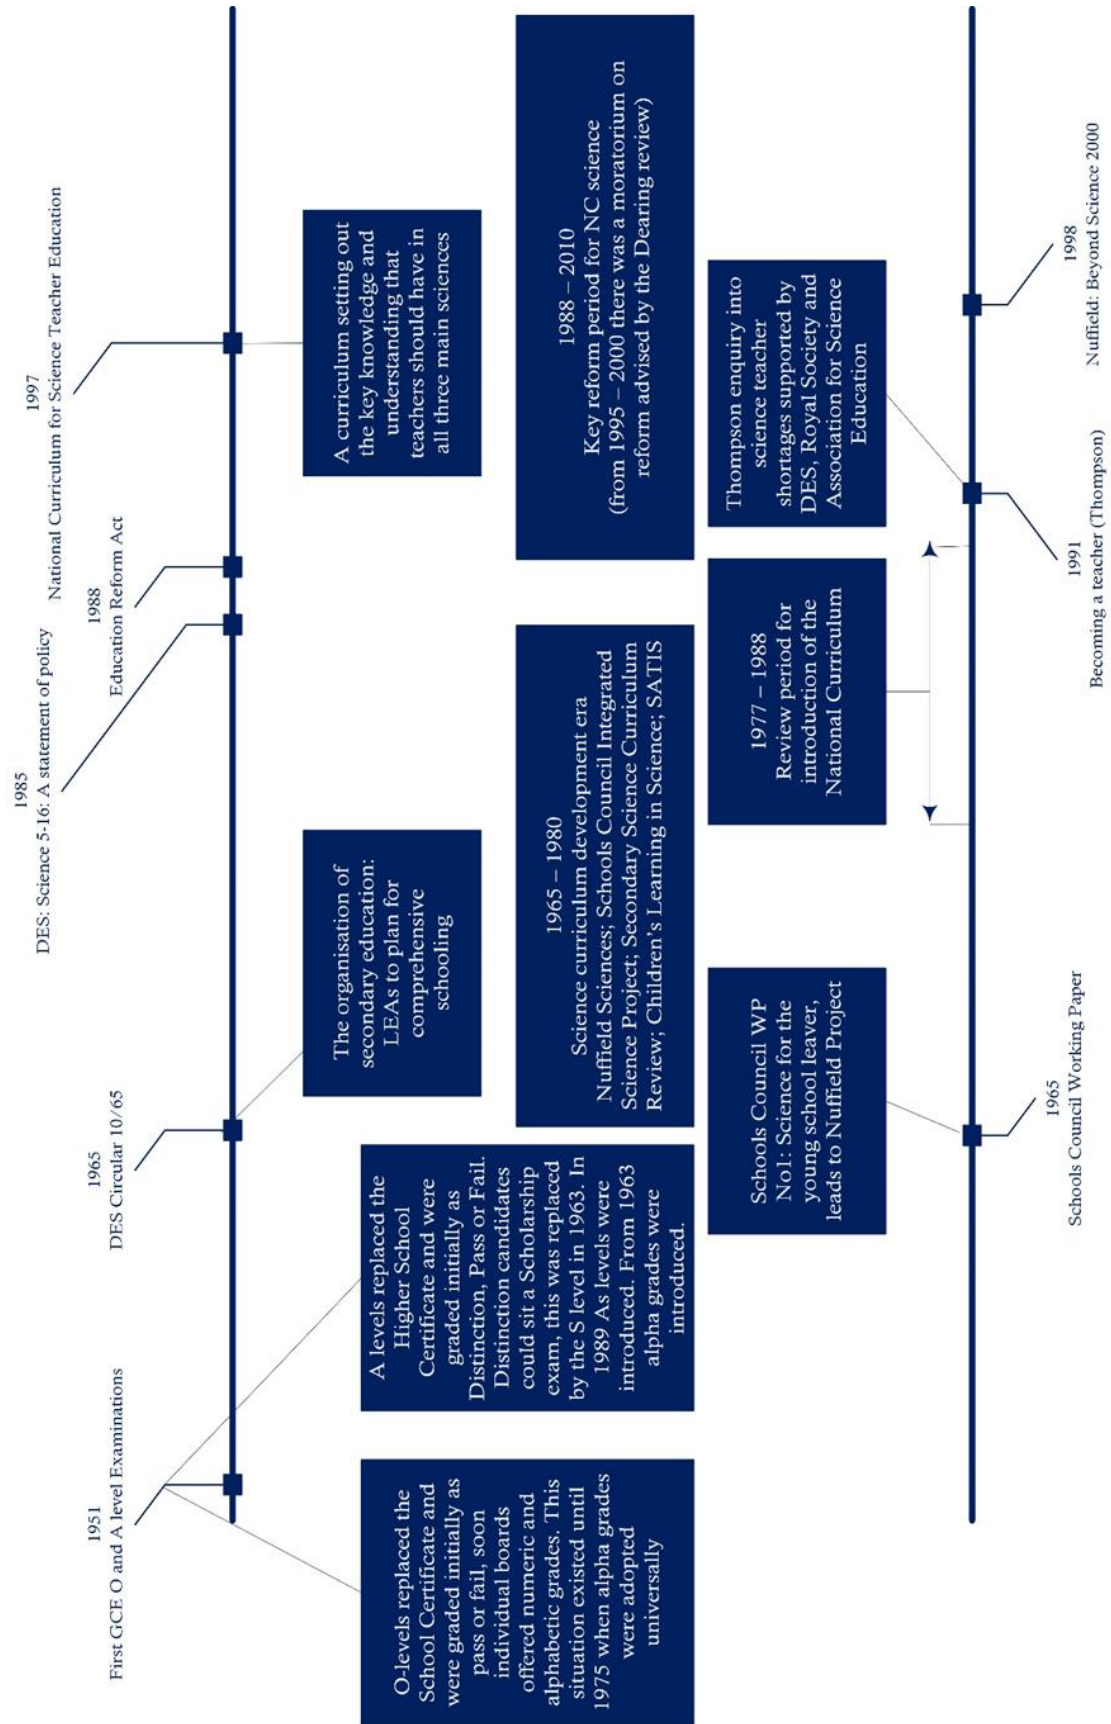 1951
First GCE O and A level Examinations
1965
DES Circular 10/65
1985
DES: Science 5-16: A statement of policy
1988
Education Reform Act
1997
National Curriculum for Science Teacher Education
O-levels replaced the
School Certificate and
were graded initially as
pass or fail, soon
individual boards
offered numeric and
alphabetic grades. This
situation existed until
1975 when alpha grades
were adopted
universally
A levels replaced the
Higher School
Certificate and were
graded initially as
Distinction, Pass or Fail.
Distinction candidates
could sit a Scholarship
exam, this was replaced
by the S level in 1963. In
1989 As levels were
introduced. From 1963
alpha grades were
introduced.
The organisation of
secondary education:
LEAs to plan for
comprehensive
schooling
A curriculum setting out
the key knowledge and
understanding that
teachers should have in
all three main sciences
1965 – 1980
Science curriculum development era
Nuffield Sciences; Schools Council Integrated
Science Project; Secondary Science Curriculum
Review; Children's Learning in Science; SATIS
1988 – 2010
Key reform period for NC science
(from 1995 – 2000 there was a moratorium on
reform advised by the Dearing review)
Schools Council WP
No1: Science for the
young school leaver,
leads to Nuffield Project
1977 – 1988
Review period for
introduction of the
National Curriculum
Thompson enquiry into
science teacher
shortages supported by
DES, Royal Society and
Association for Science
Education
1965
Schools Council Working Paper
1991
Becoming a teacher (Thompson)
1998
Nuffield: Beyond Science 2000